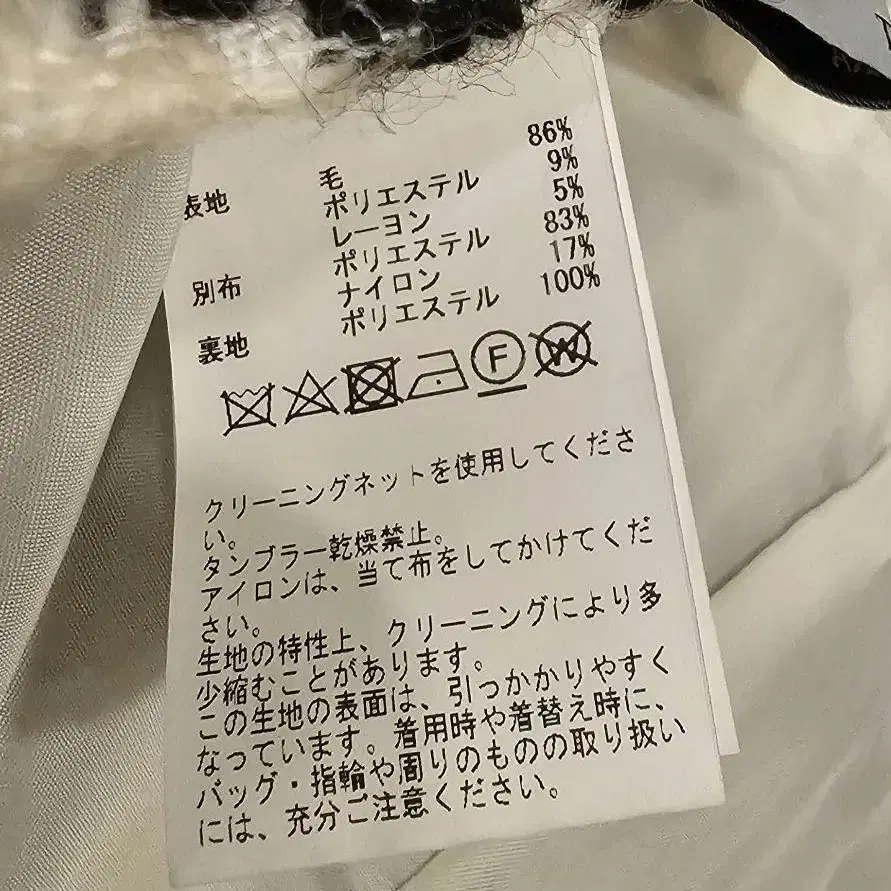 表地 毛 86%
ポリエステル 9%
レーヨン 5%
別布 ポリエステル 83%
ナイロン 17%
裏地 ポリエステル 100%
F W
クリーニングネットを使用してくださ
い。
タンブラー乾燥禁止。
アイロンは、当て布をしてかけてくだ
さい。
生地の特性上、クリーニングにより多
少縮むことがあります。
この生地の表面は、引っかかりやすく
なっています。着用時や着替え時に、
バッグ・指輪や周りのものの取り扱い
には、充分ご注意ください。